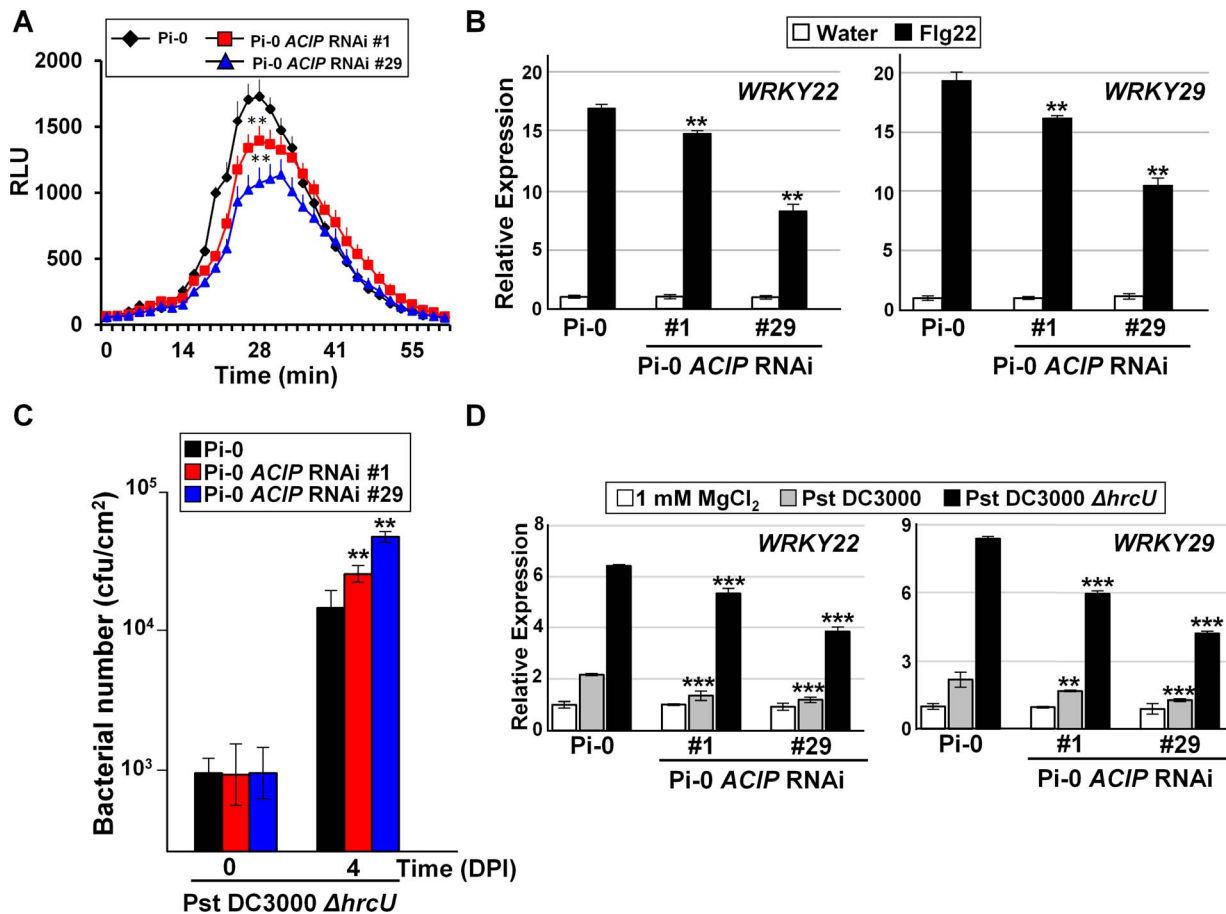 A
Pi-0
Pi-0 ACIP RNAi #1
Pi-0 ACIP RNAi #29
2000
1500
1000
500
0
RLU
**
**
0 14 28 41 55
Time (min)
B
Water Flg22
Relative Expression
20
15
10
5
0
WRKY22
**
**
Pi-0 #1 #29
Pi-0 ACIP RNAi
20
15
10
5
0
WRKY29
**
**
Pi-0 #1 #29
Pi-0 ACIP RNAi
C
Pi-0
Pi-0 ACIP RNAi #1
Pi-0 ACIP RNAi #29
Bacterial number (cfu/cm²)
10⁵
10⁴
10³
**
**
0 4 Time (DPI)
Pst DC3000 ΔhrcU
D
1 mM MgCl₂ Pst DC3000 Pst DC3000 ΔhrcU
Relative Expression
8
6
4
2
0
WRKY22
***
***
***
***
Pi-0 #1 #29
Pi-0 ACIP RNAi
9
6
3
0
WRKY29
**
***
***
***
Pi-0 #1 #29
Pi-0 ACIP RNAi